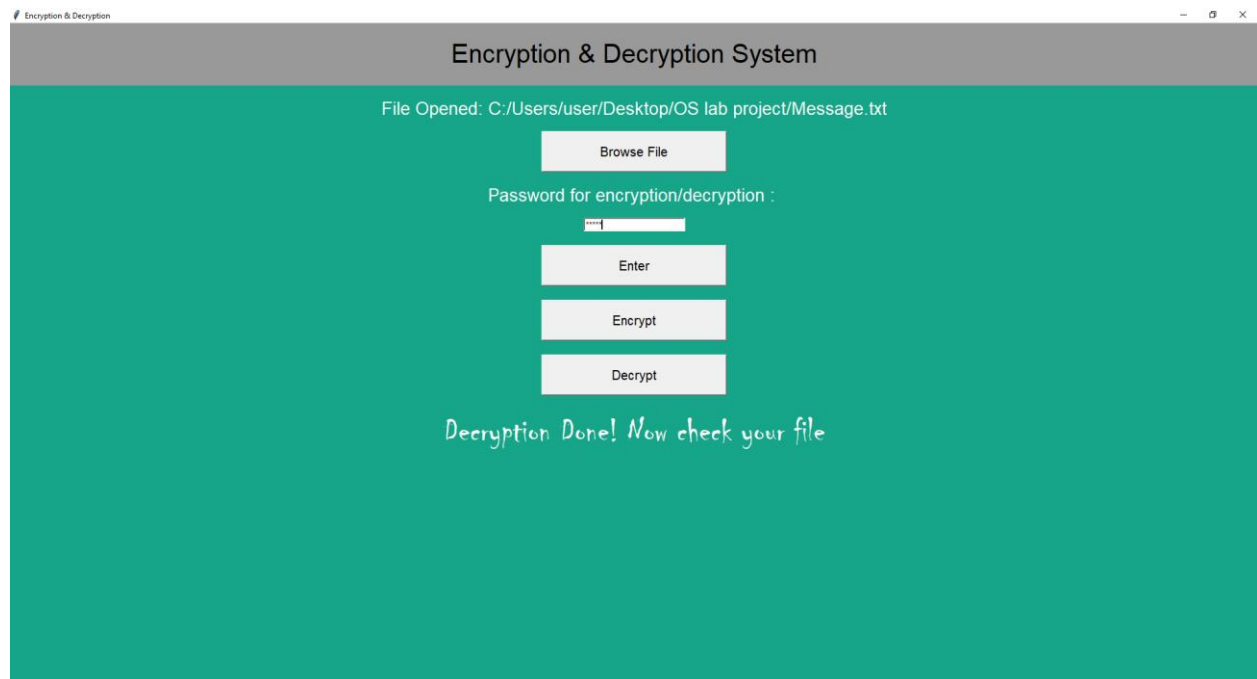 Encryption & Decryption
Encryption & Decryption System
File Opened: C:/Users/user/Desktop/OS lab project/Message.txt
Browse File
Password for encryption/decryption :
*****
Enter
Encrypt
Decrypt
Decryption Done! Now check your file